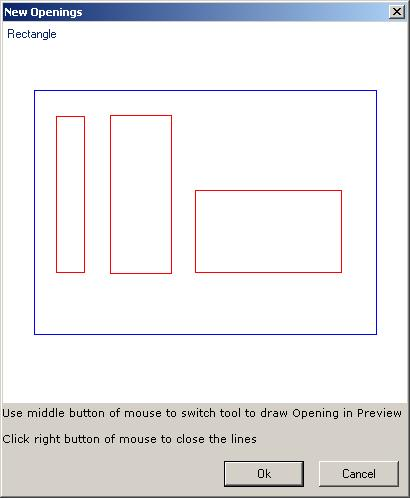 New Openings
Rectangle
Use middle button of mouse to switch tool to draw Opening in Preview
Click right button of mouse to close the lines
Ok
Cancel